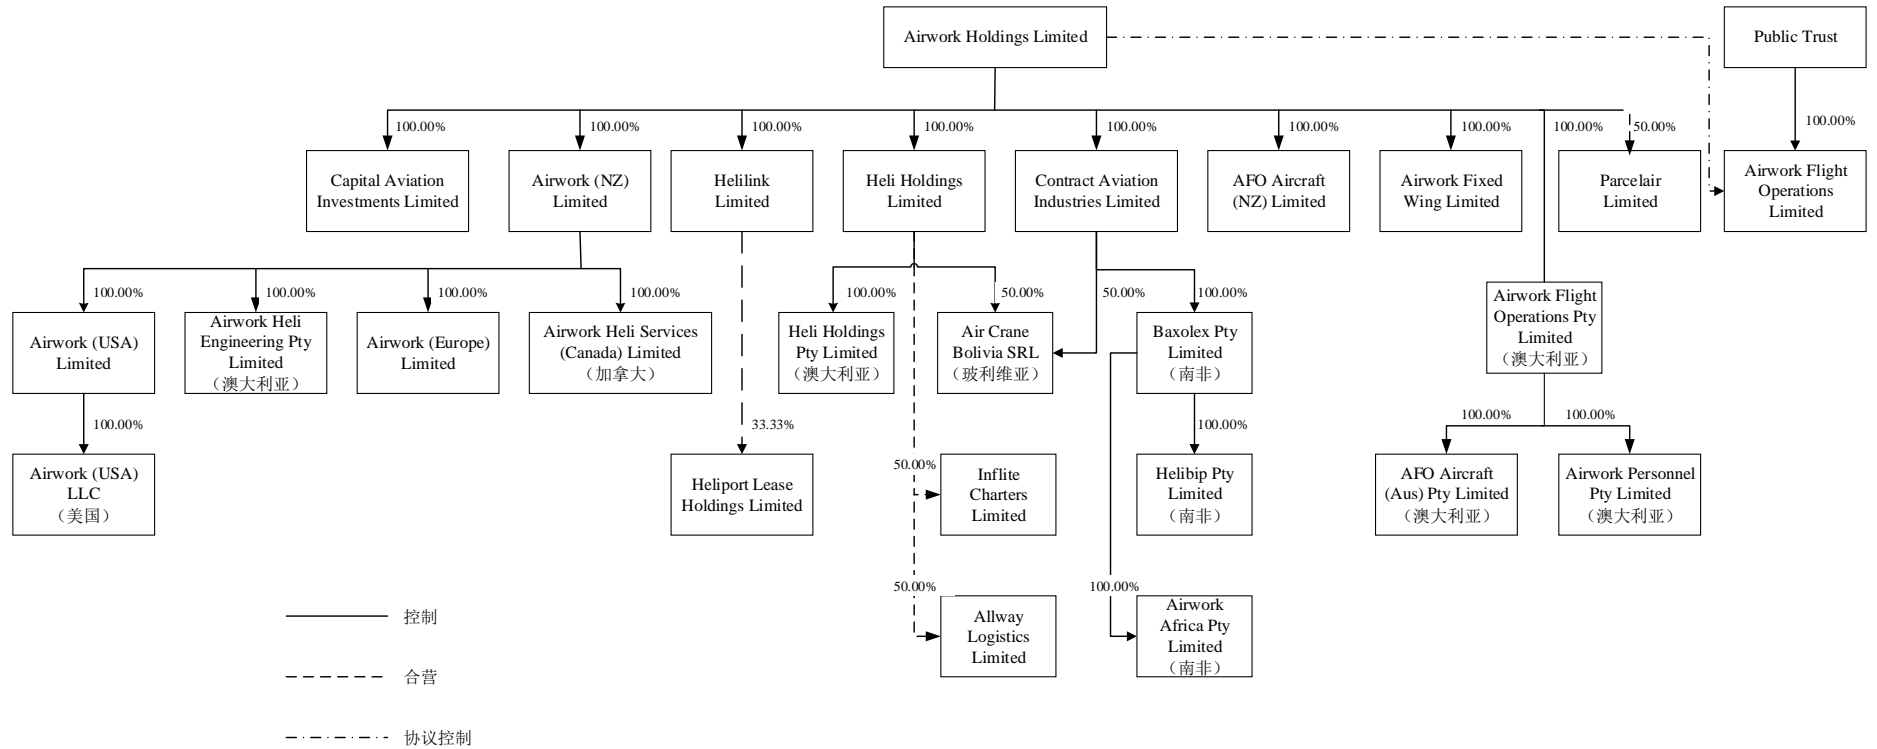 Airwork Holdings Limited
Public Trust
100.00%
100.00%
100.00%
100.00%
100.00%
100.00%
100.00%
100.00%
50.00%
100.00%
Capital Aviation
Investments Limited
Airwork (NZ)
Limited
Helilink
Limited
Heli Holdings
Limited
Contract Aviation
Industries Limited
AFO Aircraft
(NZ) Limited
Airwork Fixed
Wing Limited
Parcelair
Limited
Airwork Flight
Operations
Limited
100.00%
100.00%
100.00%
100.00%
100.00%
50.00%
50.00%
100.00%
Airwork (USA)
Limited
Airwork Heli
Engineering Pty
Limited
（澳大利亚）
Airwork (Europe)
Limited
Airwork Heli Services
(Canada) Limited
（加拿大）
Heli Holdings
Pty Limited
（澳大利亚）
Air Crane
Bolivia SRL
（玻利维亚）
Baxolex Pty
Limited
（南非）
Airwork Flight
Operations Pty
Limited
（澳大利亚）
100.00%
33.33%
100.00%
100.00%
100.00%
Airwork (USA)
LLC
（美国）
Heliport Lease
Holdings Limited
50.00%
Inflite
Charters
Limited
Helibip Pty
Limited
（南非）
AFO Aircraft
(Aus) Pty Limited
（澳大利亚）
Airwork Personnel
Pty Limited
（澳大利亚）
50.00%
100.00%
Allway
Logistics
Limited
Airwork
Africa Pty
Limited
（南非）
控制
合营
协议控制